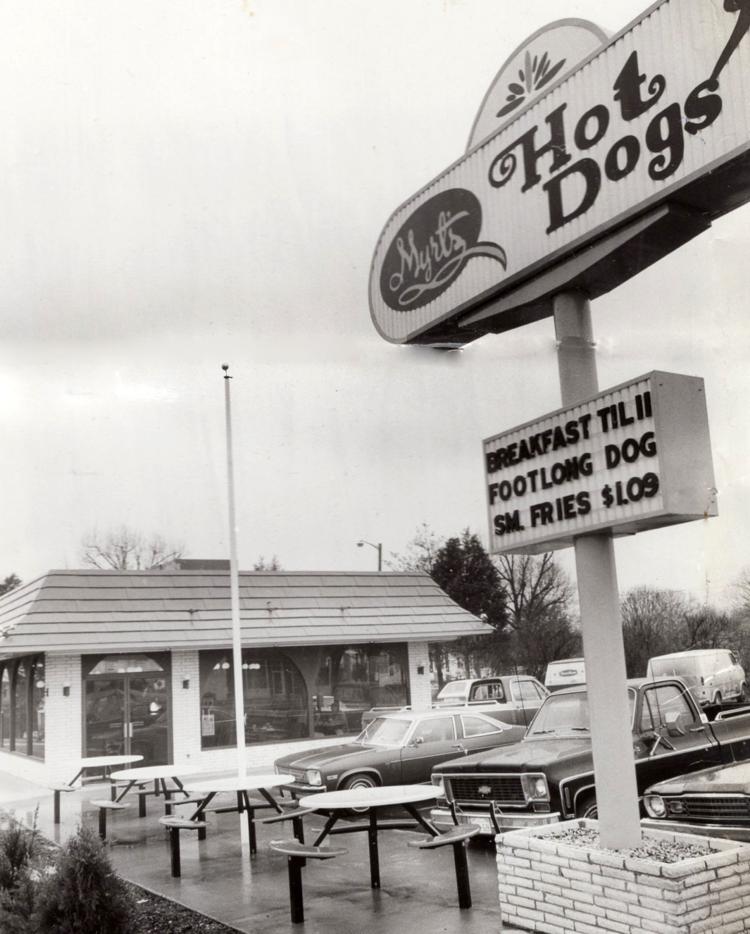 Hot
Dogs
Myrt's
BREAKFAST TIL 11
FOOTLONG DOG
SM. FRIES $1.09